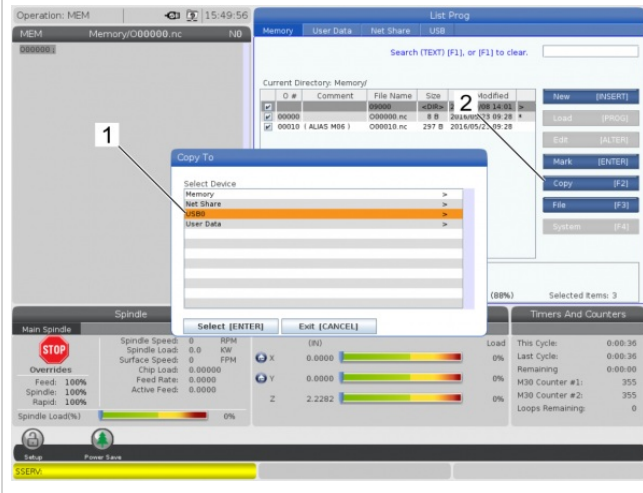 Operation: MEM
15:49:56
List Prog
MEM Memory/O00000.nc N0
Memory User Data Net Share USB
O00000;
Search (TEXT) [F1], or [F1] to clear.
Current Directory: Memory/
O # Comment File Name Size Modified
09000 <DIR> /08 14:01 >
00000 O00000.nc 8 B 2016/05/23 09:28 *
00010 ( ALIAS M06 ) O00010.nc 297 B 2016/05/23 09:28
New [INSERT]
Load [PROG]
Edit [ALTER]
Mark [ENTER]
Copy [F2]
File [F3]
System [F4]
1
2
Copy To
Select Device
Memory >
Net Share >
USB0 >
User Data >
Select [ENTER] Exit [CANCEL]
(88%) Selected Items: 3
Spindle
Main Spindle
STOP
Overrides
Feed: 100%
Spindle: 100%
Rapid: 100%
Spindle Load(%) 0%
Spindle Speed: 0 RPM
Spindle Load: 0.0 KW
Surface Speed: 0 FPM
Chip Load: 0.00000
Feed Rate: 0.0000
Active Feed: 0.0000
(IN) Load
X 0.0000 0%
Y 0.0000 0%
Z 2.2282 0%
Timers And Counters
This Cycle: 0:00:36
Last Cycle: 0:00:36
Remaining 0:00:00
M30 Counter #1: 355
M30 Counter #2: 355
Loops Remaining: 0
Setup Power Save
SSERV: